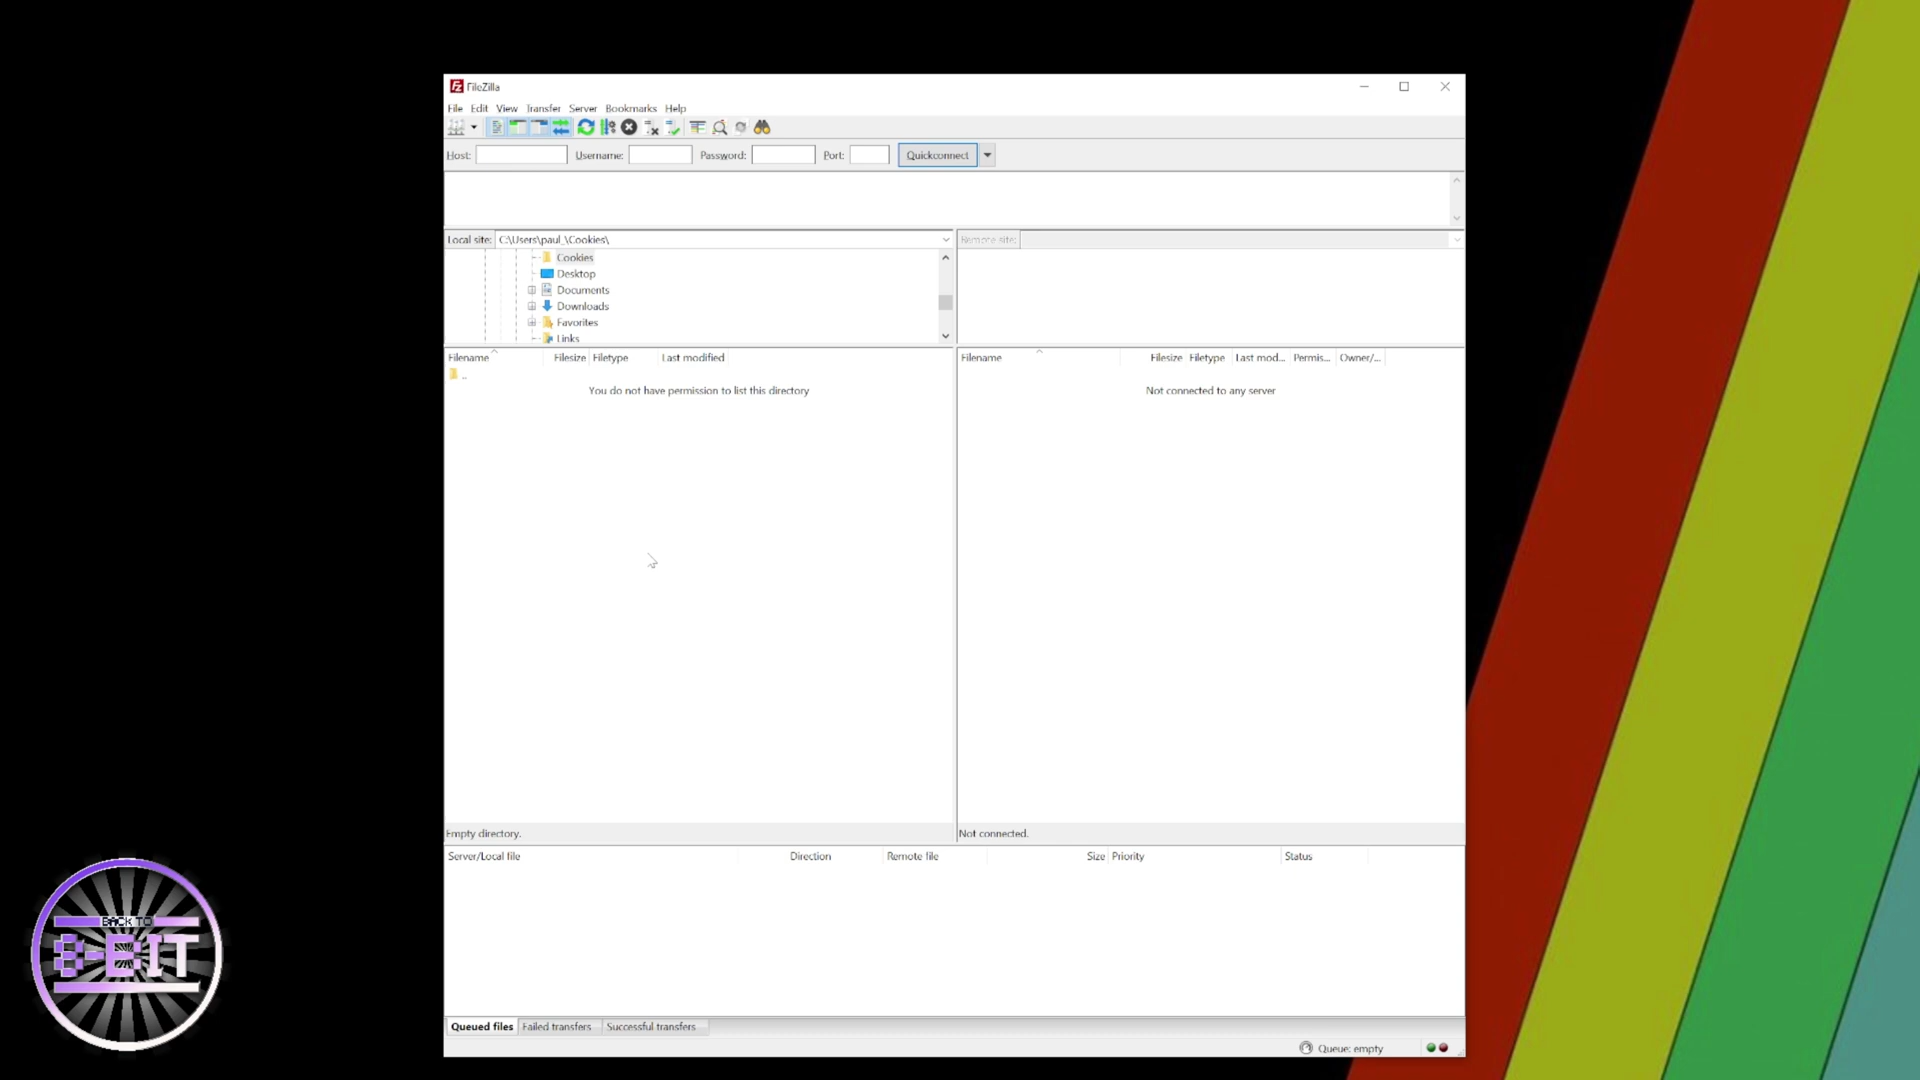 FileZilla
File Edit View Transfer Server Bookmarks Help
Host: Username: Password: Port: Quickconnect
Local site: C:\Users\paul_\Cookies\ Remote site:
Cookies
Desktop
Documents
Downloads
Favorites
Links
Filename Filesize Filetype Last modified Filename Filesize Filetype Last mod... Permis... Owner/...
..
You do not have permission to list this directory Not connected to any server
Empty directory. Not connected.
Server/Local file Direction Remote file Size Priority Status
BACK TO
8-BIT
Queued files Failed transfers Successful transfers
Queue: empty